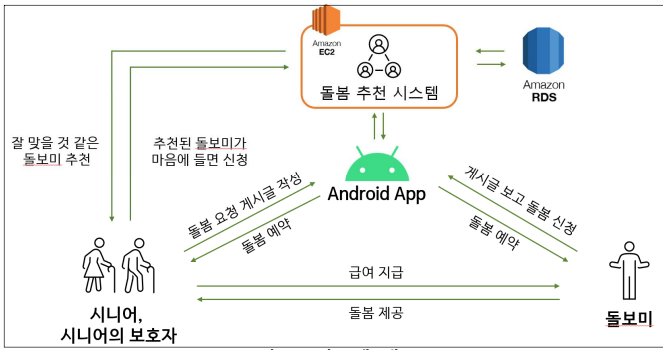 Amazon
EC2
돌봄 추천 시스템
Amazon
RDS
잘 맞을 것 같은
돌보미 추천
추천된 돌보미가
마음에 들면 신청
Android App
돌봄 요청 게시글 작성
돌봄 예약
게시글 보고 돌봄 신청
돌봄 예약
급여 지급
돌봄 제공
시니어,
시니어의 보호자
돌보미